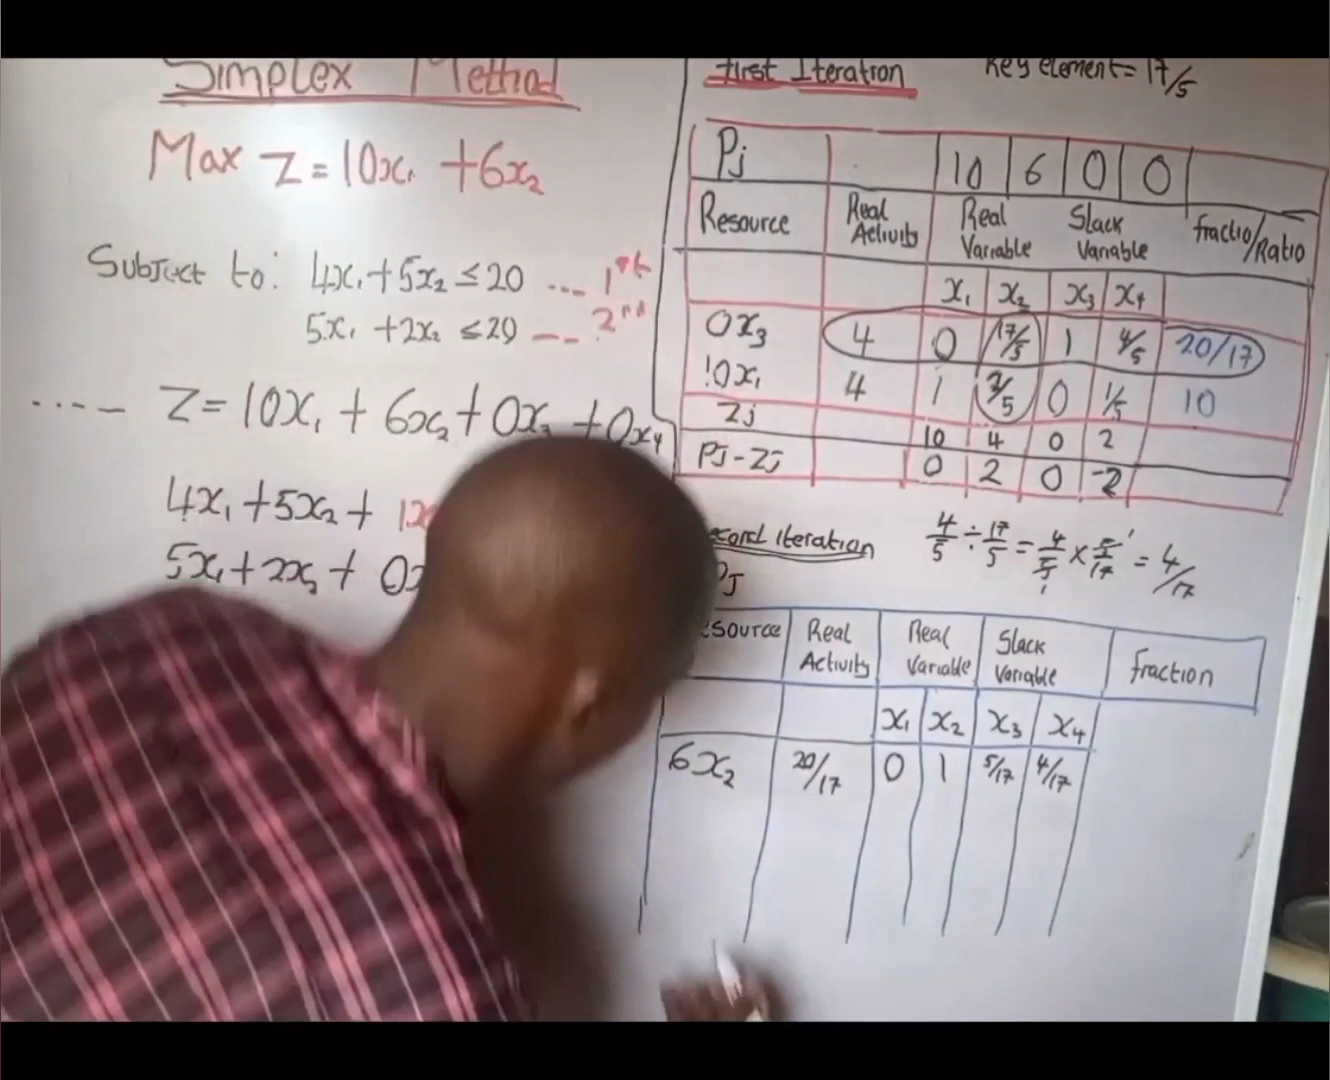 Simplex Method
Max Z = 10x₁ + 6x₂
Subject to: 4x₁ + 5x₂ ≤ 20 ... 1st
5x₁ + 2x₂ ≤ 20 -- 2nd
---- Z = 10x₁ + 6x₂ + 0x₃ + 0x₄
4x₁ + 5x₂ + 1
5x₁ + 2x₂ + 0
First Iteration Key element = 17/5
Pj 10 6 0 0
Resource Real Activity Real Variable Slack Variable fractio/Ratio
x₁ x₂ x₃ x₄
0x₃ 4 0 17/5 1 4/5 20/17
10x₁ 4 1 2/5 0 1/5 10
Zj 10 4 0 2
Pj-Zj 0 2 0 -2
iteration 4/5 ÷ 17/5 = 4/5 × 5/17 = 4/17
Real Activity Real Variable Slack Variable fraction
x₁ x₂ x₃ x₄
6x₂ 20/17 0 1 5/17 4/17